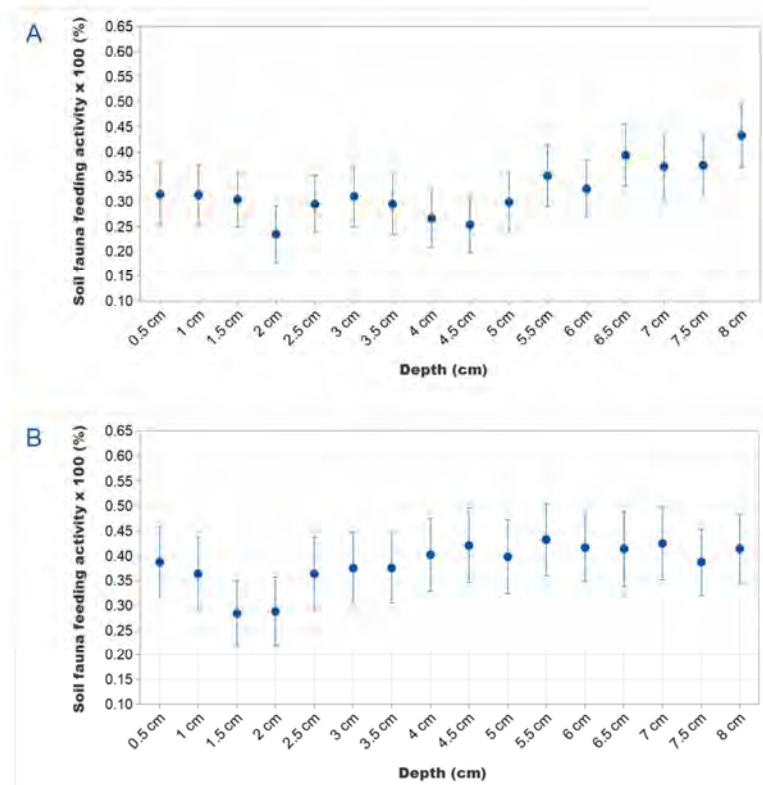 A
Soil fauna feeding activity x 100 (%)
0.65
0.60
0.55
0.50
0.45
0.40
0.35
0.30
0.25
0.20
0.15
0.10
0.5 cm
1 cm
1.5 cm
2 cm
2.5 cm
3 cm
3.5 cm
4 cm
4.5 cm
5 cm
5.5 cm
6 cm
6.5 cm
7 cm
7.5 cm
8 cm
Depth (cm)
B
Soil fauna feeding activity x 100 (%)
0.65
0.60
0.55
0.50
0.45
0.40
0.35
0.30
0.25
0.20
0.15
0.10
0.5 cm
1 cm
1.5 cm
2 cm
2.5 cm
3 cm
3.5 cm
4 cm
4.5 cm
5 cm
5.5 cm
6 cm
6.5 cm
7 cm
7.5 cm
8 cm
Depth (cm)